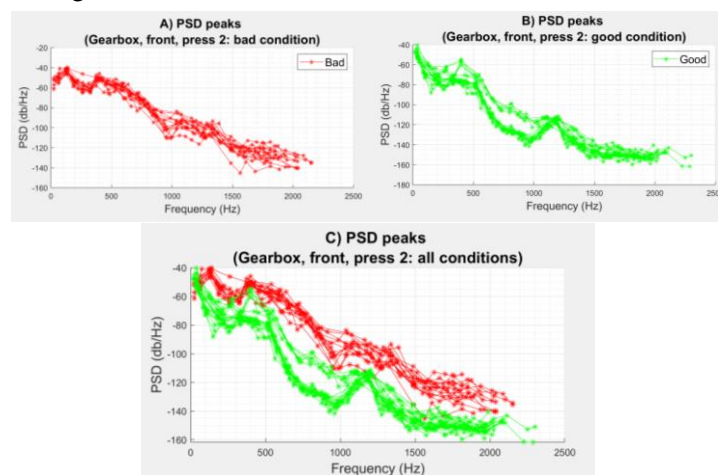 A) PSD peaks
(Gearbox, front, press 2: bad condition)
Bad
PSD (db/Hz)
-20
-40
-60
-80
-100
-120
-140
-160
0
500
1000
1500
2000
2500
Frequency (Hz)
B) PSD peaks
(Gearbox, front, press 2: good condition)
Good
PSD (db/Hz)
-40
-60
-80
-100
-120
-140
-160
-180
0
500
1000
1500
2000
2500
Frequency (Hz)
C) PSD peaks
(Gearbox, front, press 2: all conditions)
PSD (db/Hz)
-40
-60
-80
-100
-120
-140
-160
0
500
1000
1500
2000
2500
Frequency (Hz)